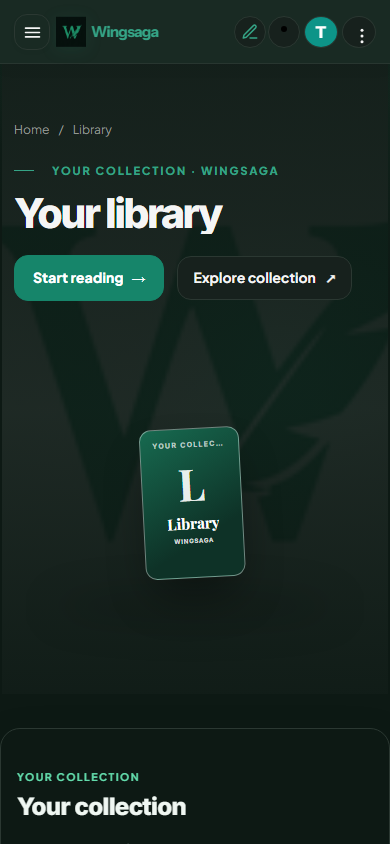 W Wingsaga T
Home / Library
YOUR COLLECTION · WINGSAGA
Your library
Start reading → Explore collection ↗
YOUR COLLEC...
L
Library
WINGSAGA
YOUR COLLECTION
Your collection